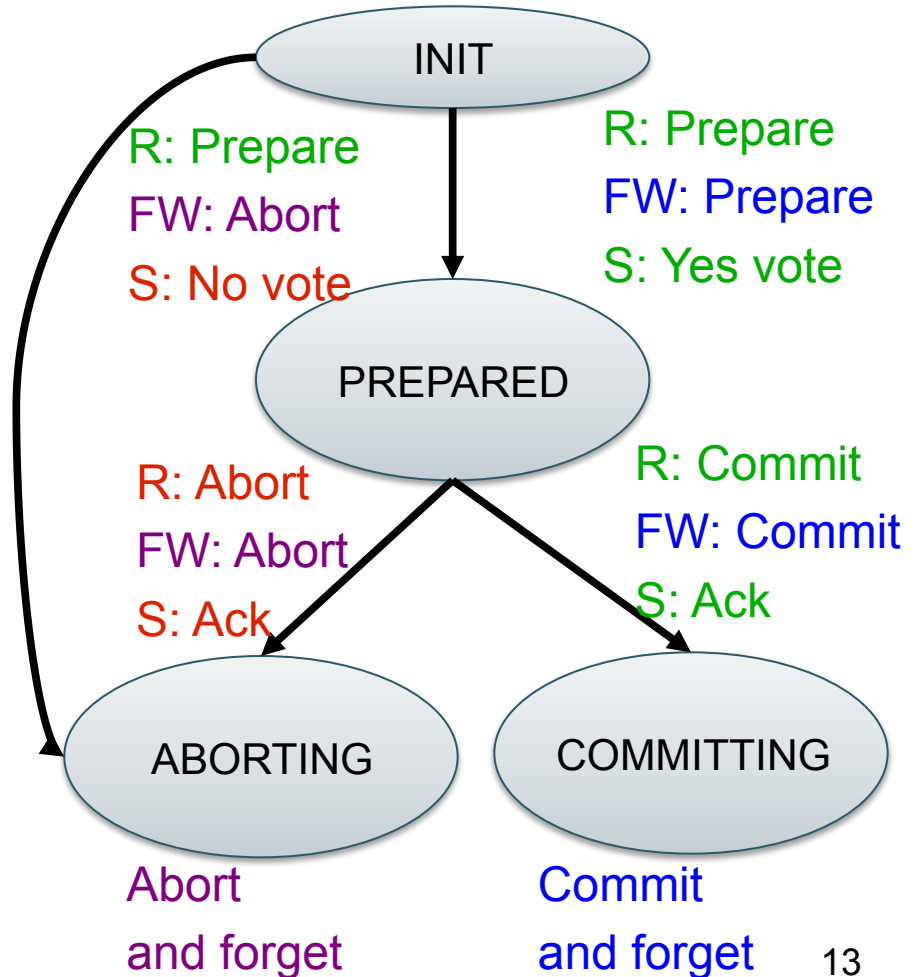 INIT
R: Prepare
FW: Abort
S: No vote
R: Prepare
FW: Prepare
S: Yes vote
PREPARED
R: Abort
FW: Abort
S: Ack
R: Commit
FW: Commit
S: Ack
ABORTING
COMMITTING
Abort
and forget
Commit
and forget
13